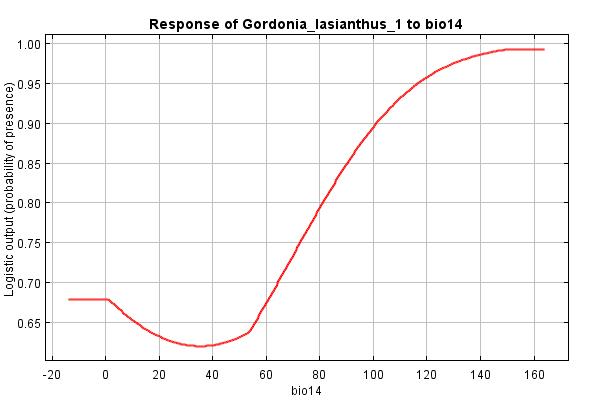 Response of Gordonia_lasianthus_1 to bio14
Logistic output (probability of presence)
1.00
0.95
0.90
0.85
0.80
0.75
0.70
0.65
-20 0 20 40 60 80 100 120 140 160
bio14